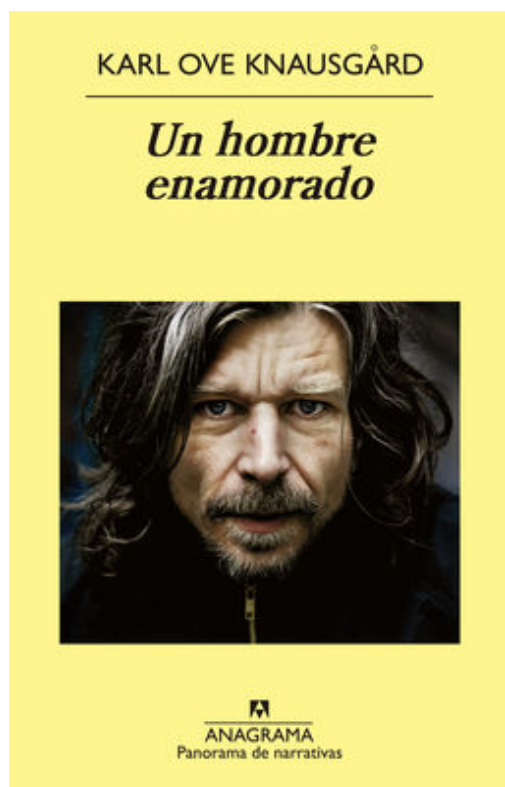 KARL OVE KNAUSGÅRD
Un hombre
enamorado
ANAGRAMA
Panorama de narrativas